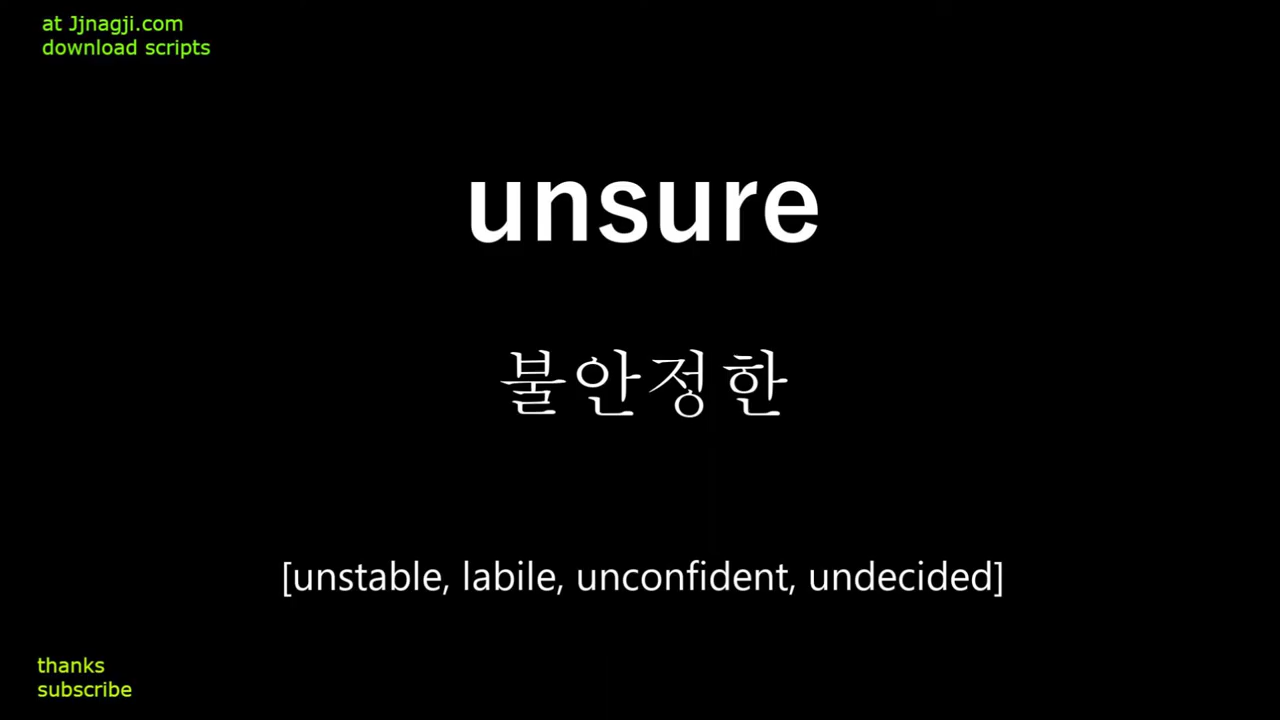 at Jjnagji.com
download scripts
unsure
불안정한
[unstable, labile, unconfident, undecided]
thanks
subscribe